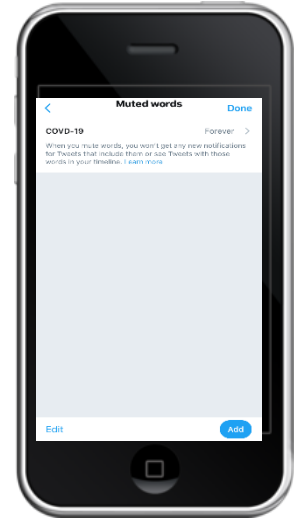 Muted words
Done
COVD-19 Forever
When you mute words, you won't get any new notifications
for Tweets that include them or see Tweets with those
words in your timeline. Learn more
Edit
Add